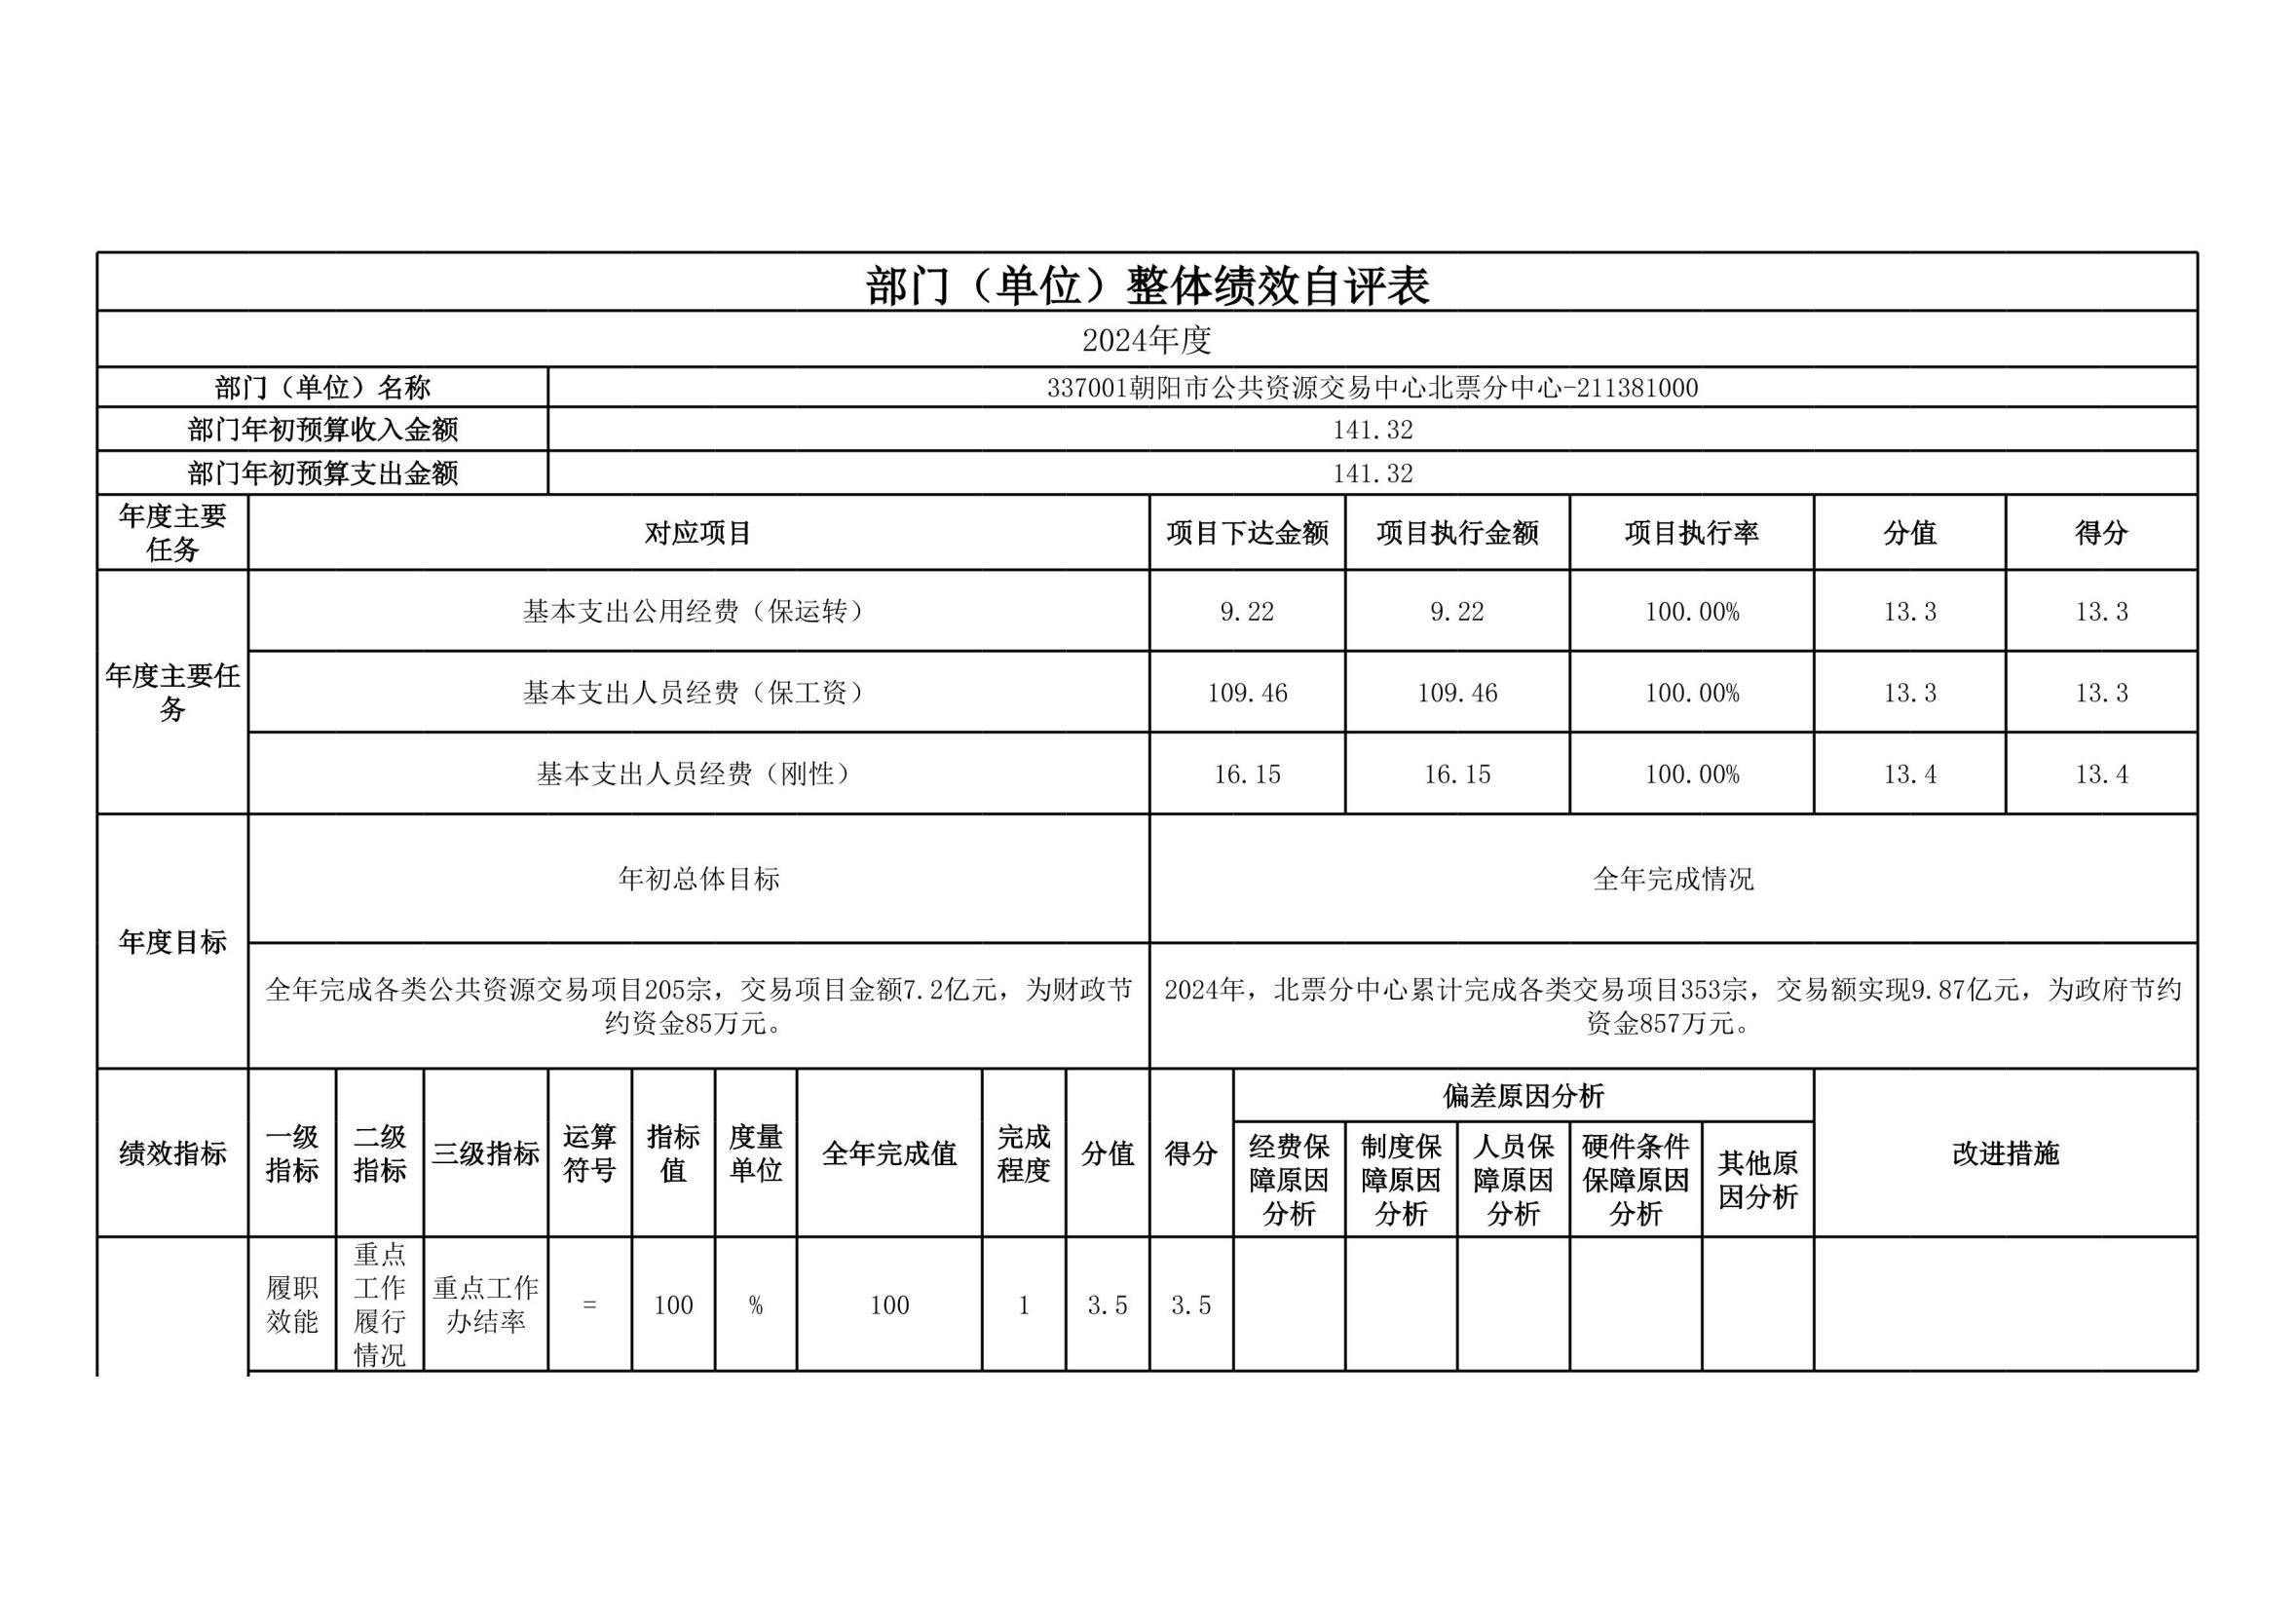 部门（单位）整体绩效自评表
2024年度
部门（单位）名称 337001朝阳市公共资源交易中心北票分中心-211381000
部门年初预算收入金额 141.32
部门年初预算支出金额 141.32
年度主要
任务
对应项目 项目下达金额 项目执行金额 项目执行率 分值 得分
年度主要任
务
基本支出公用经费（保运转） 9.22 9.22 100.00% 13.3 13.3
基本支出人员经费（保工资） 109.46 109.46 100.00% 13.3 13.3
基本支出人员经费（刚性） 16.15 16.15 100.00% 13.4 13.4
年度目标
年初总体目标 全年完成情况
全年完成各类公共资源交易项目205宗，交易项目金额7.2亿元，为财政节
约资金85万元。
2024年，北票分中心累计完成各类交易项目353宗，交易额实现9.87亿元，为政府节约
资金857万元。
绩效指标
一级
指标
二级
指标
三级指标
运算
符号
指标
值
度量
单位
全年完成值
完成
程度
分值
得分
偏差原因分析
经费保
障原因
分析
制度保
障原因
分析
人员保
障原因
分析
硬件条件
保障原因
分析
其他原
因分析
改进措施
履职
效能
重点
工作
履行
情况
重点工作
办结率
= 100 % 100 1 3.5 3.5